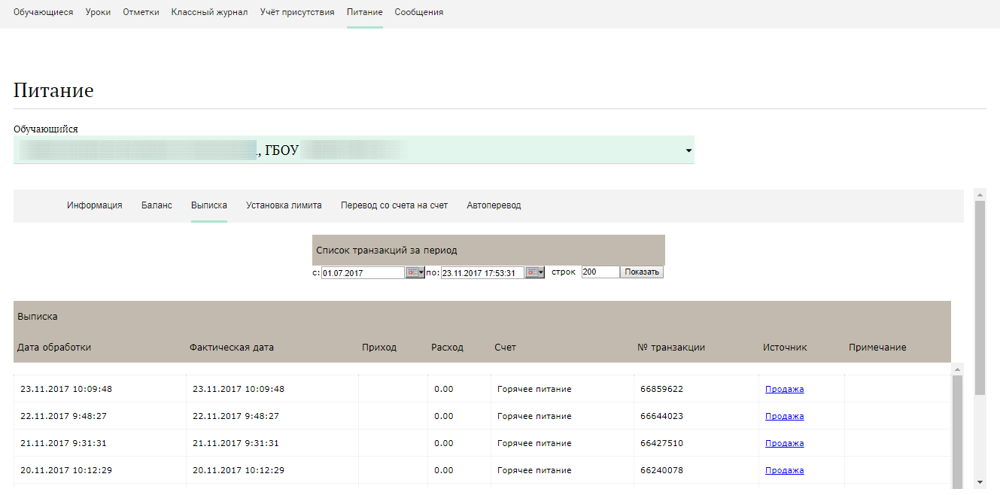 Обучающиеся Уроки Отметки Классный журнал Учёт присутствия Питание Сообщения
Питание
Обучающийся
, ГБОУ
Информация Баланс Выписка Установка лимита Перевод со счета на счет Автоперевод
Список транзакций за период
с: 01.07.2017 по: 23.11.2017 17:53:31 строк 200 Показать
Выписка
Дата обработки Фактическая дата Приход Расход Счет № транзакции Источник Примечание
23.11.2017 10:09:48 23.11.2017 10:09:48 0.00 Горячее питание 66859622 Продажа
22.11.2017 9:48:27 22.11.2017 9:48:27 0.00 Горячее питание 66644023 Продажа
21.11.2017 9:31:31 21.11.2017 9:31:31 0.00 Горячее питание 66427510 Продажа
20.11.2017 10:12:29 20.11.2017 10:12:29 0.00 Горячее питание 66240078 Продажа